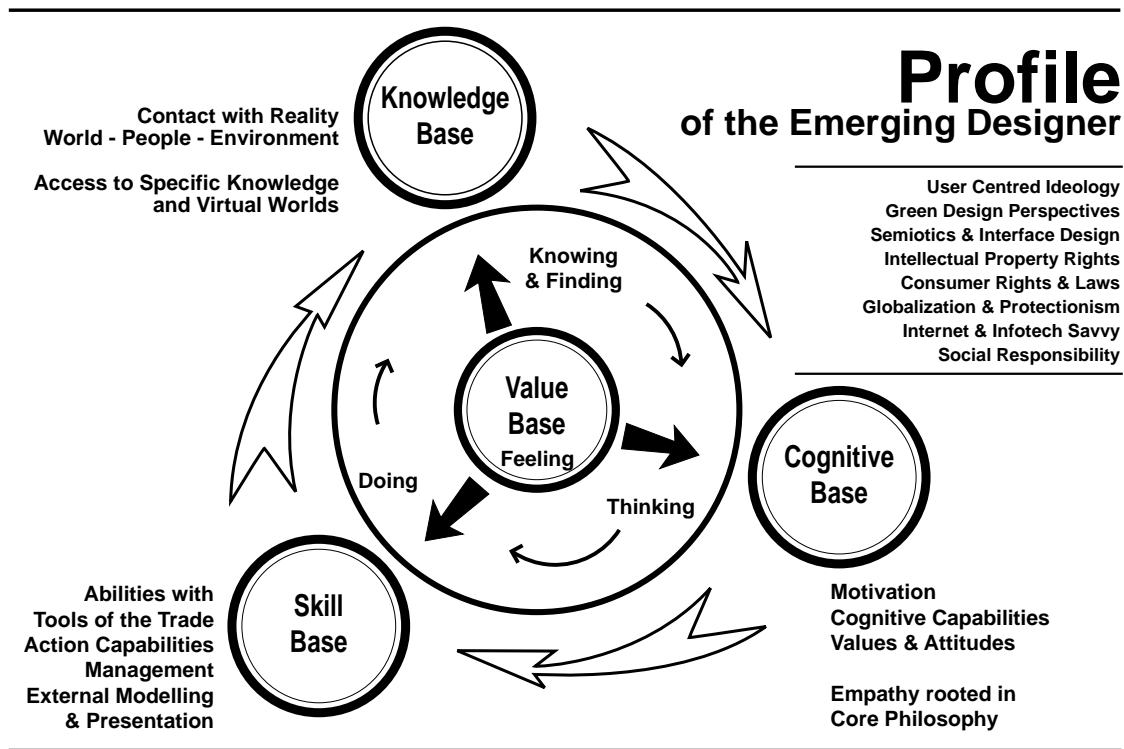 Profile
of the Emerging Designer
Knowledge
Base
Contact with Reality
World - People - Environment
Access to Specific Knowledge
and Virtual Worlds
User Centred Ideology
Green Design Perspectives
Semiotics & Interface Design
Intellectual Property Rights
Consumer Rights & Laws
Globalization & Protectionism
Internet & Infotech Savvy
Social Responsibility
Knowing
& Finding
Value
Base
Feeling
Doing
Thinking
Cognitive
Base
Motivation
Cognitive Capabilities
Values & Attitudes
Empathy rooted in
Core Philosophy
Skill
Base
Abilities with
Tools of the Trade
Action Capabilities
Management
External Modelling
& Presentation